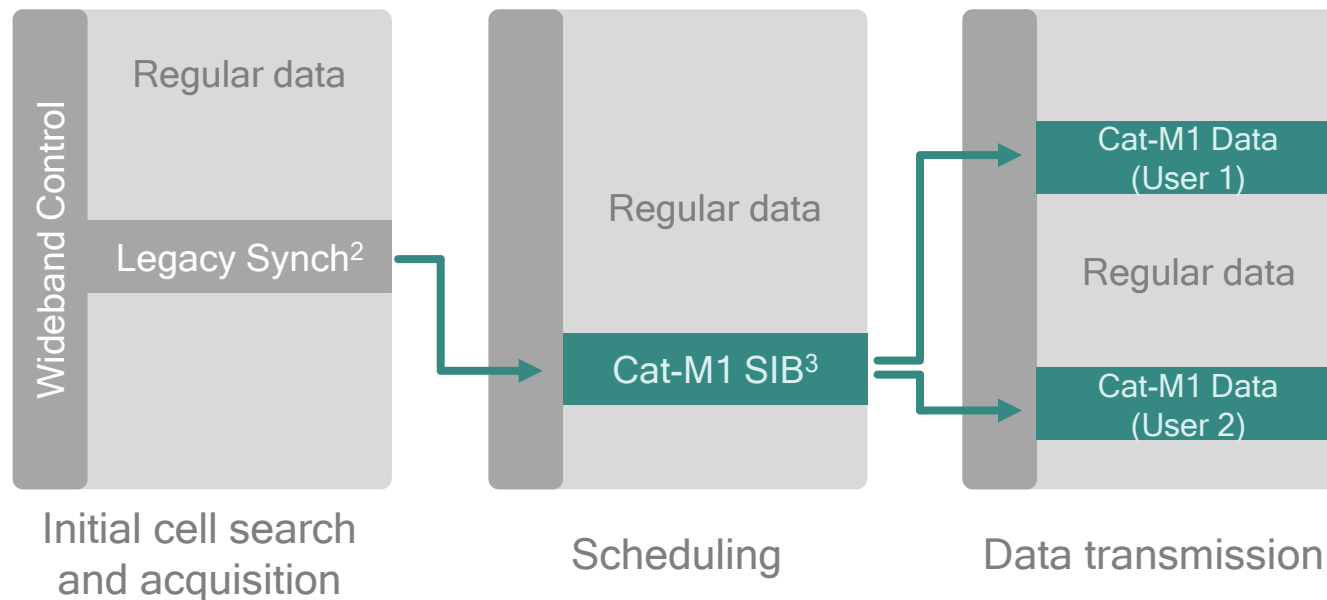 Wideband Control
Regular data
Legacy Synch²
Initial cell search
and acquisition
Regular data
Cat-M1 SIB³
Scheduling
Cat-M1 Data
(User 1)
Regular data
Cat-M1 Data
(User 2)
Data transmission